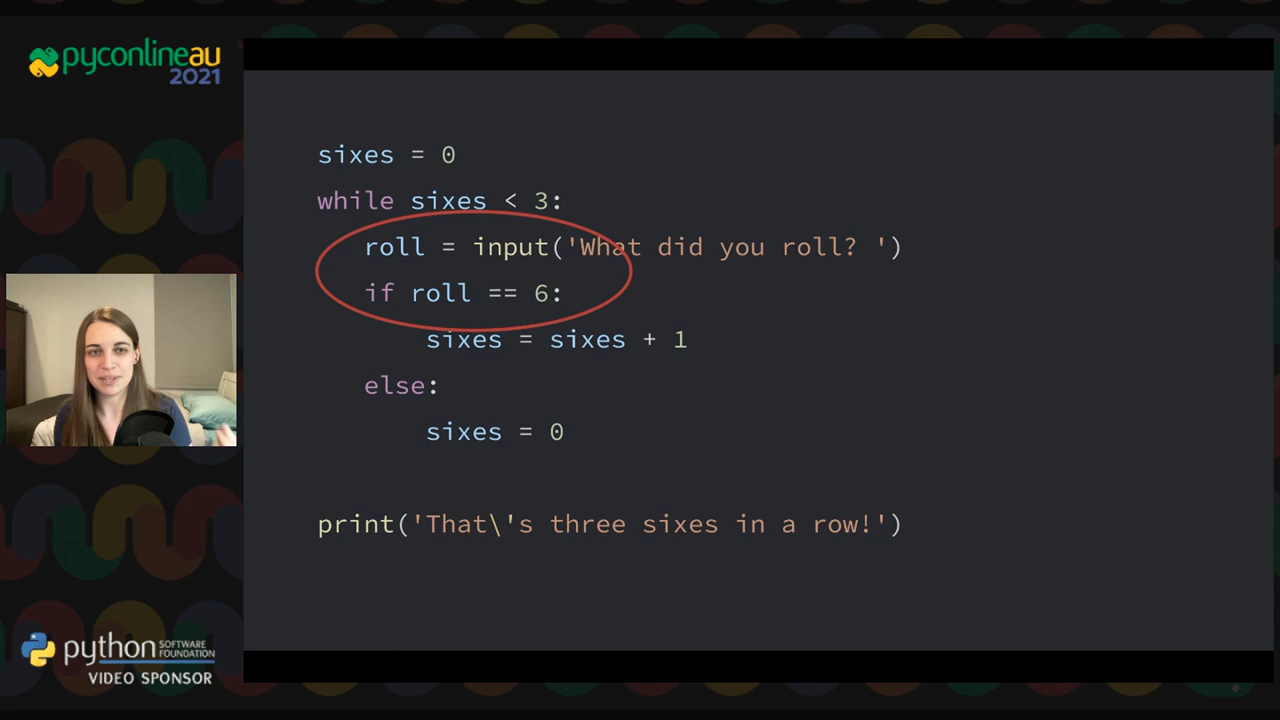 pyconlineau
2021
sixes = 0
while sixes < 3:
roll = input('What did you roll? ')
if roll == 6:
sixes = sixes + 1
else:
sixes = 0
print('That\'s three sixes in a row!')
python SOFTWARE FOUNDATION
VIDEO SPONSOR